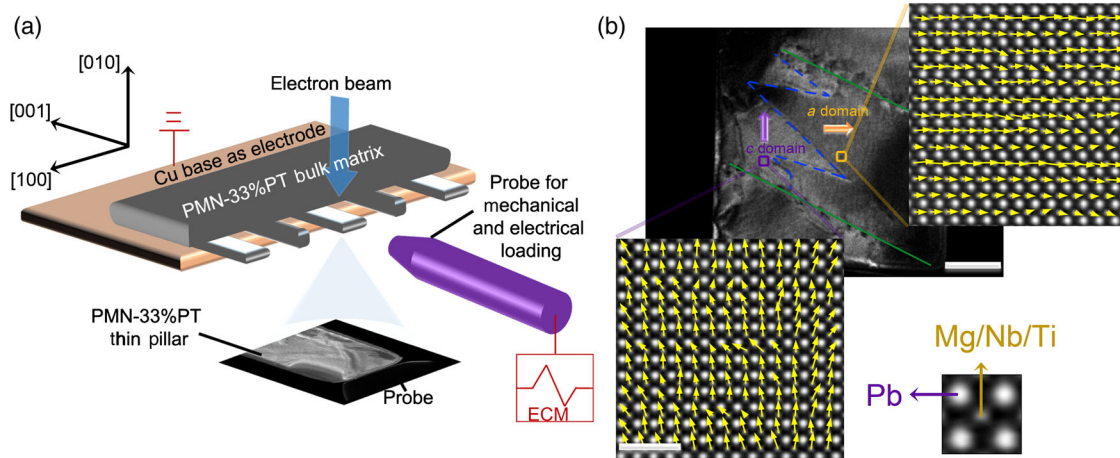 (a)
[010]
[001]
[100]
Electron beam
Cu base as electrode
PMN-33%PT bulk matrix
Probe for
mechanical
and electrical
loading
PMN-33%PT
thin pillar
Probe
ECM
(b)
a domain
c domain
Mg/Nb/Ti
Pb